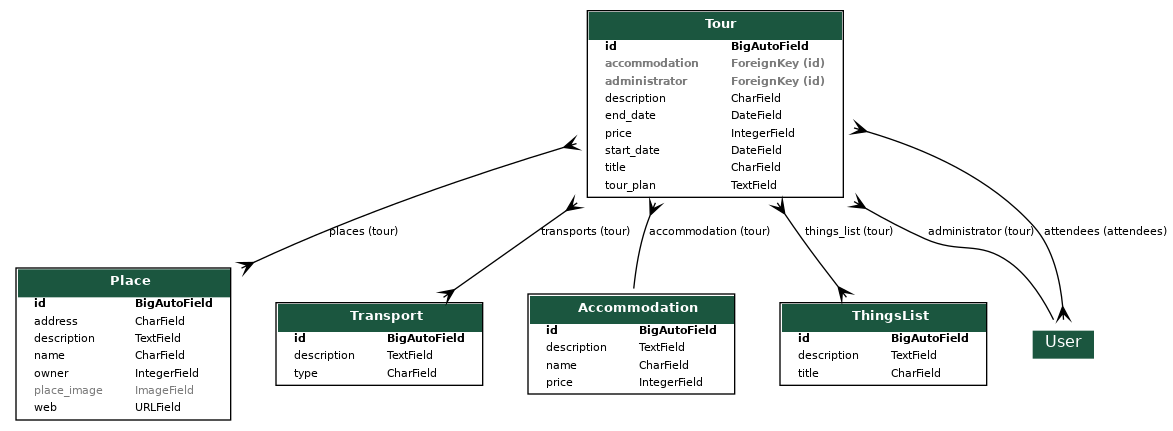 Tour
id BigAutoField
accommodation ForeignKey (id)
administrator ForeignKey (id)
description CharField
end_date DateField
price IntegerField
start_date DateField
title CharField
tour_plan TextField
places (tour)
transports (tour)
accommodation (tour)
things_list (tour)
administrator (tour)
attendees (attendees)
Place
id BigAutoField
address CharField
description TextField
name CharField
owner IntegerField
place_image ImageField
web URLField
Transport
id BigAutoField
description TextField
type CharField
Accommodation
id BigAutoField
description TextField
name CharField
price IntegerField
ThingsList
id BigAutoField
description TextField
title CharField
User